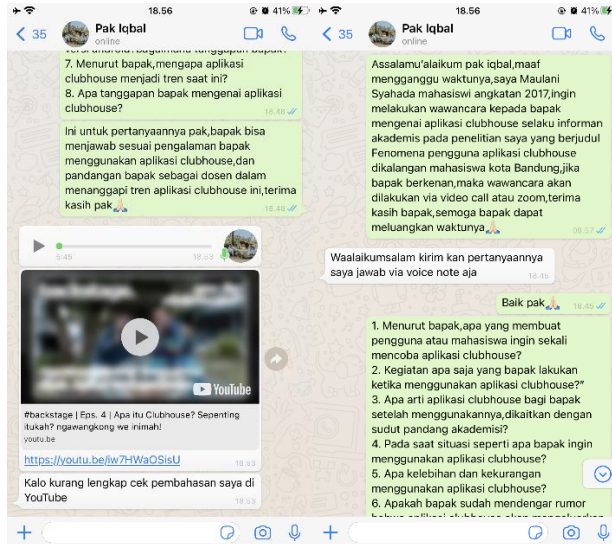 18.56
41%
35
Pak Iqbal
online
7. Menurut bapak,mengapa aplikasi
clubhouse menjadi tren saat ini?
8. Apa tanggapan bapak mengenai aplikasi
clubhouse?
18.48
Ini untuk pertanyaannya pak,bapak bisa
menjawab sesuai pengalaman bapak
menggunakan aplikasi clubhouse,dan
pandangan bapak sebagai dosen dalam
menanggapi tren aplikasi clubhouse ini,terima
kasih pak🙏🏻
18.48
5:45
18.53
YouTube
#backstage | Eps. 4 | Apa itu Clubhouse? Sepenting
itukah? ngawangkong we inimah!
youtu.be
https://youtu.be/iw7HWaOSisU
18.53
Kalo kurang lengkap cek pembahasan saya di
YouTube
18.53
18.56
41%
35
Pak Iqbal
online
Assalamu'alaikum pak iqbal,maaf
mengganggu waktunya,saya Maulani
Syahada mahasiswi angkatan 2017,ingin
melakukan wawancara kepada bapak
mengenai aplikasi clubhouse selaku informan
akademis pada penelitian saya yang berjudul
Fenomena pengguna aplikasi clubhouse
dikalangan mahasiswa kota Bandung,jika
bapak berkenan,maka wawancara akan
dilakukan via video call atau zoom,terima
kasih bapak,semoga bapak dapat
meluangkan waktunya🙏🏻
09.57
Waalaikumsalam kirim kan pertanyaannya
saya jawab via voice note aja
18.45
Baik pak🙏🏻
18.45
1. Menurut bapak,apa yang membuat
pengguna atau mahasiswa ingin sekali
mencoba aplikasi clubhouse?
2. Kegiatan apa saja yang bapak lakukan
ketika menggunakan aplikasi clubhouse?"
3. Apa arti aplikasi clubhouse bagi bapak
setelah menggunakannya,dikaitkan dengan
sudut pandang akademisi?
4. Pada saat situasi seperti apa bapak ingin
menggunakan aplikasi clubhouse?
5. Apa kelebihan dan kekurangan
menggunakan aplikasi clubhouse?
6. Apakah bapak sudah mendengar rumor